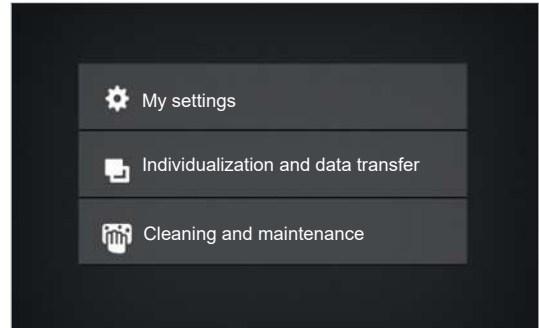 My settings
Individualization and data transfer
Cleaning and maintenance